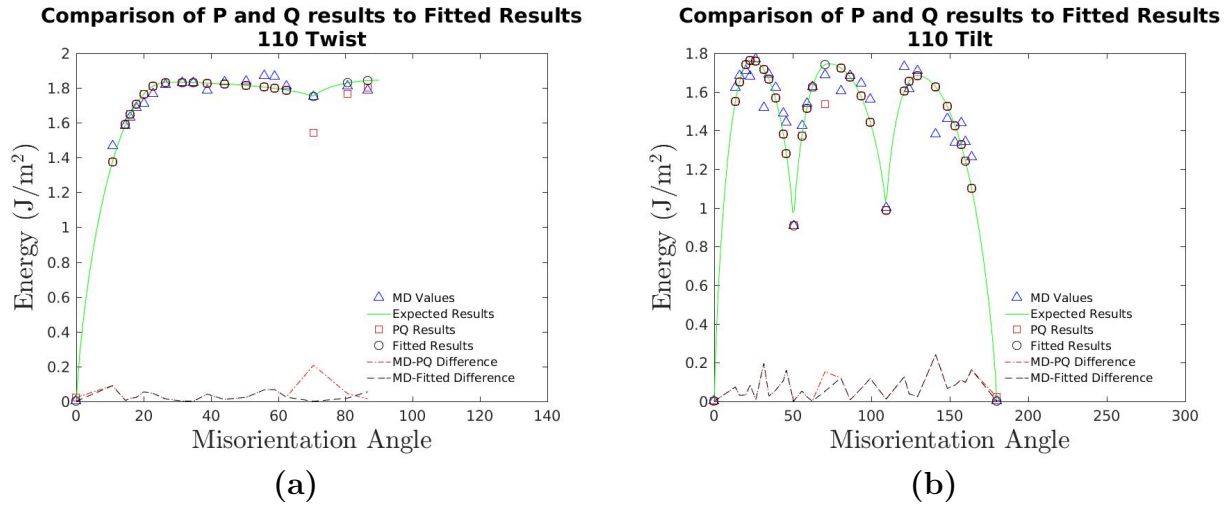 Comparison of P and Q results to Fitted Results
110 Twist
2
1.8
1.6
1.4
1.2
1
0.8
0.6
0.4
0.2
0
Energy (J/m²)
0 20 40 60 80 100 120 140
Misorientation Angle
MD Values
Expected Results
PQ Results
Fitted Results
MD-PQ Difference
MD-Fitted Difference
(a)
Comparison of P and Q results to Fitted Results
110 Tilt
1.8
1.6
1.4
1.2
1
0.8
0.6
0.4
0.2
0
Energy (J/m²)
0 50 100 150 200 250 300
Misorientation Angle
MD Values
Expected Results
PQ Results
Fitted Results
MD-PQ Difference
MD-Fitted Difference
(b)